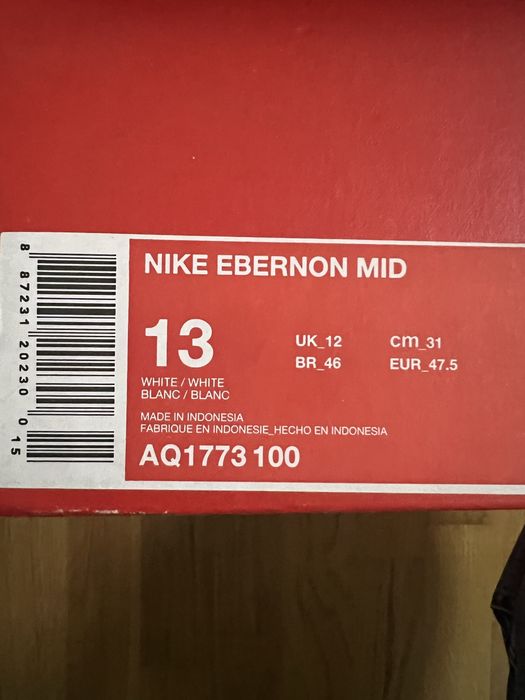 NIKE EBERNON MID
13
UK_12 cm_31
BR_46 EUR_47.5
WHITE / WHITE
BLANC / BLANC
MADE IN INDONESIA
FABRIQUE EN INDONESIE_HECHO EN INDONESIA
AQ1773 100
8 87231 20230 0 15